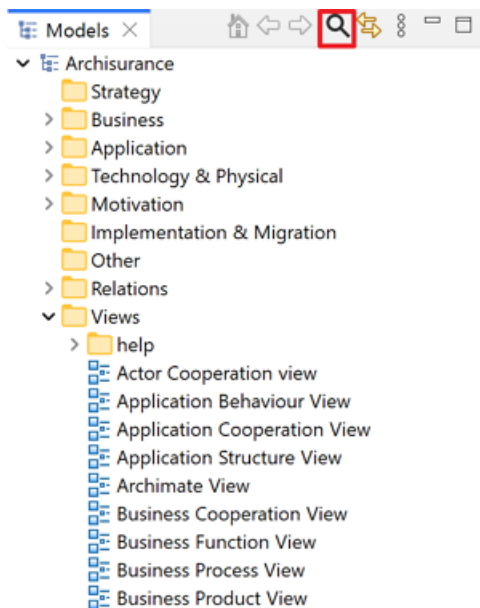 Models
Archisurance
Strategy
Business
Application
Technology & Physical
Motivation
Implementation & Migration
Other
Relations
Views
help
Actor Cooperation view
Application Behaviour View
Application Cooperation View
Application Structure View
Archimate View
Business Cooperation View
Business Function View
Business Process View
Business Product View